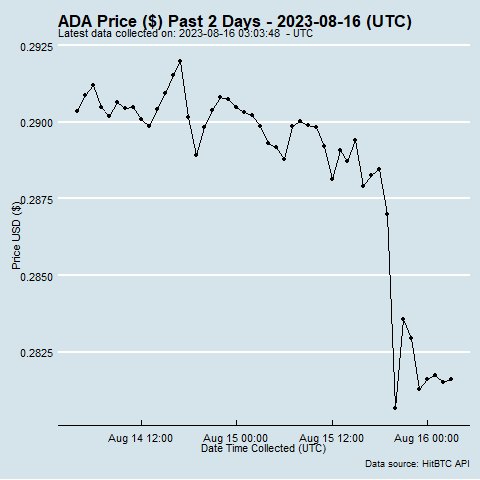 ADA Price ($) Past 2 Days - 2023-08-16 (UTC)
Latest data collected on: 2023-08-16 03:03:48 - UTC
0.2925
0.2900
0.2875
0.2850
0.2825
Price USD ($)
Aug 14 12:00
Aug 15 00:00
Aug 15 12:00
Aug 16 00:00
Date Time Collected (UTC)
Data source: HitBTC API